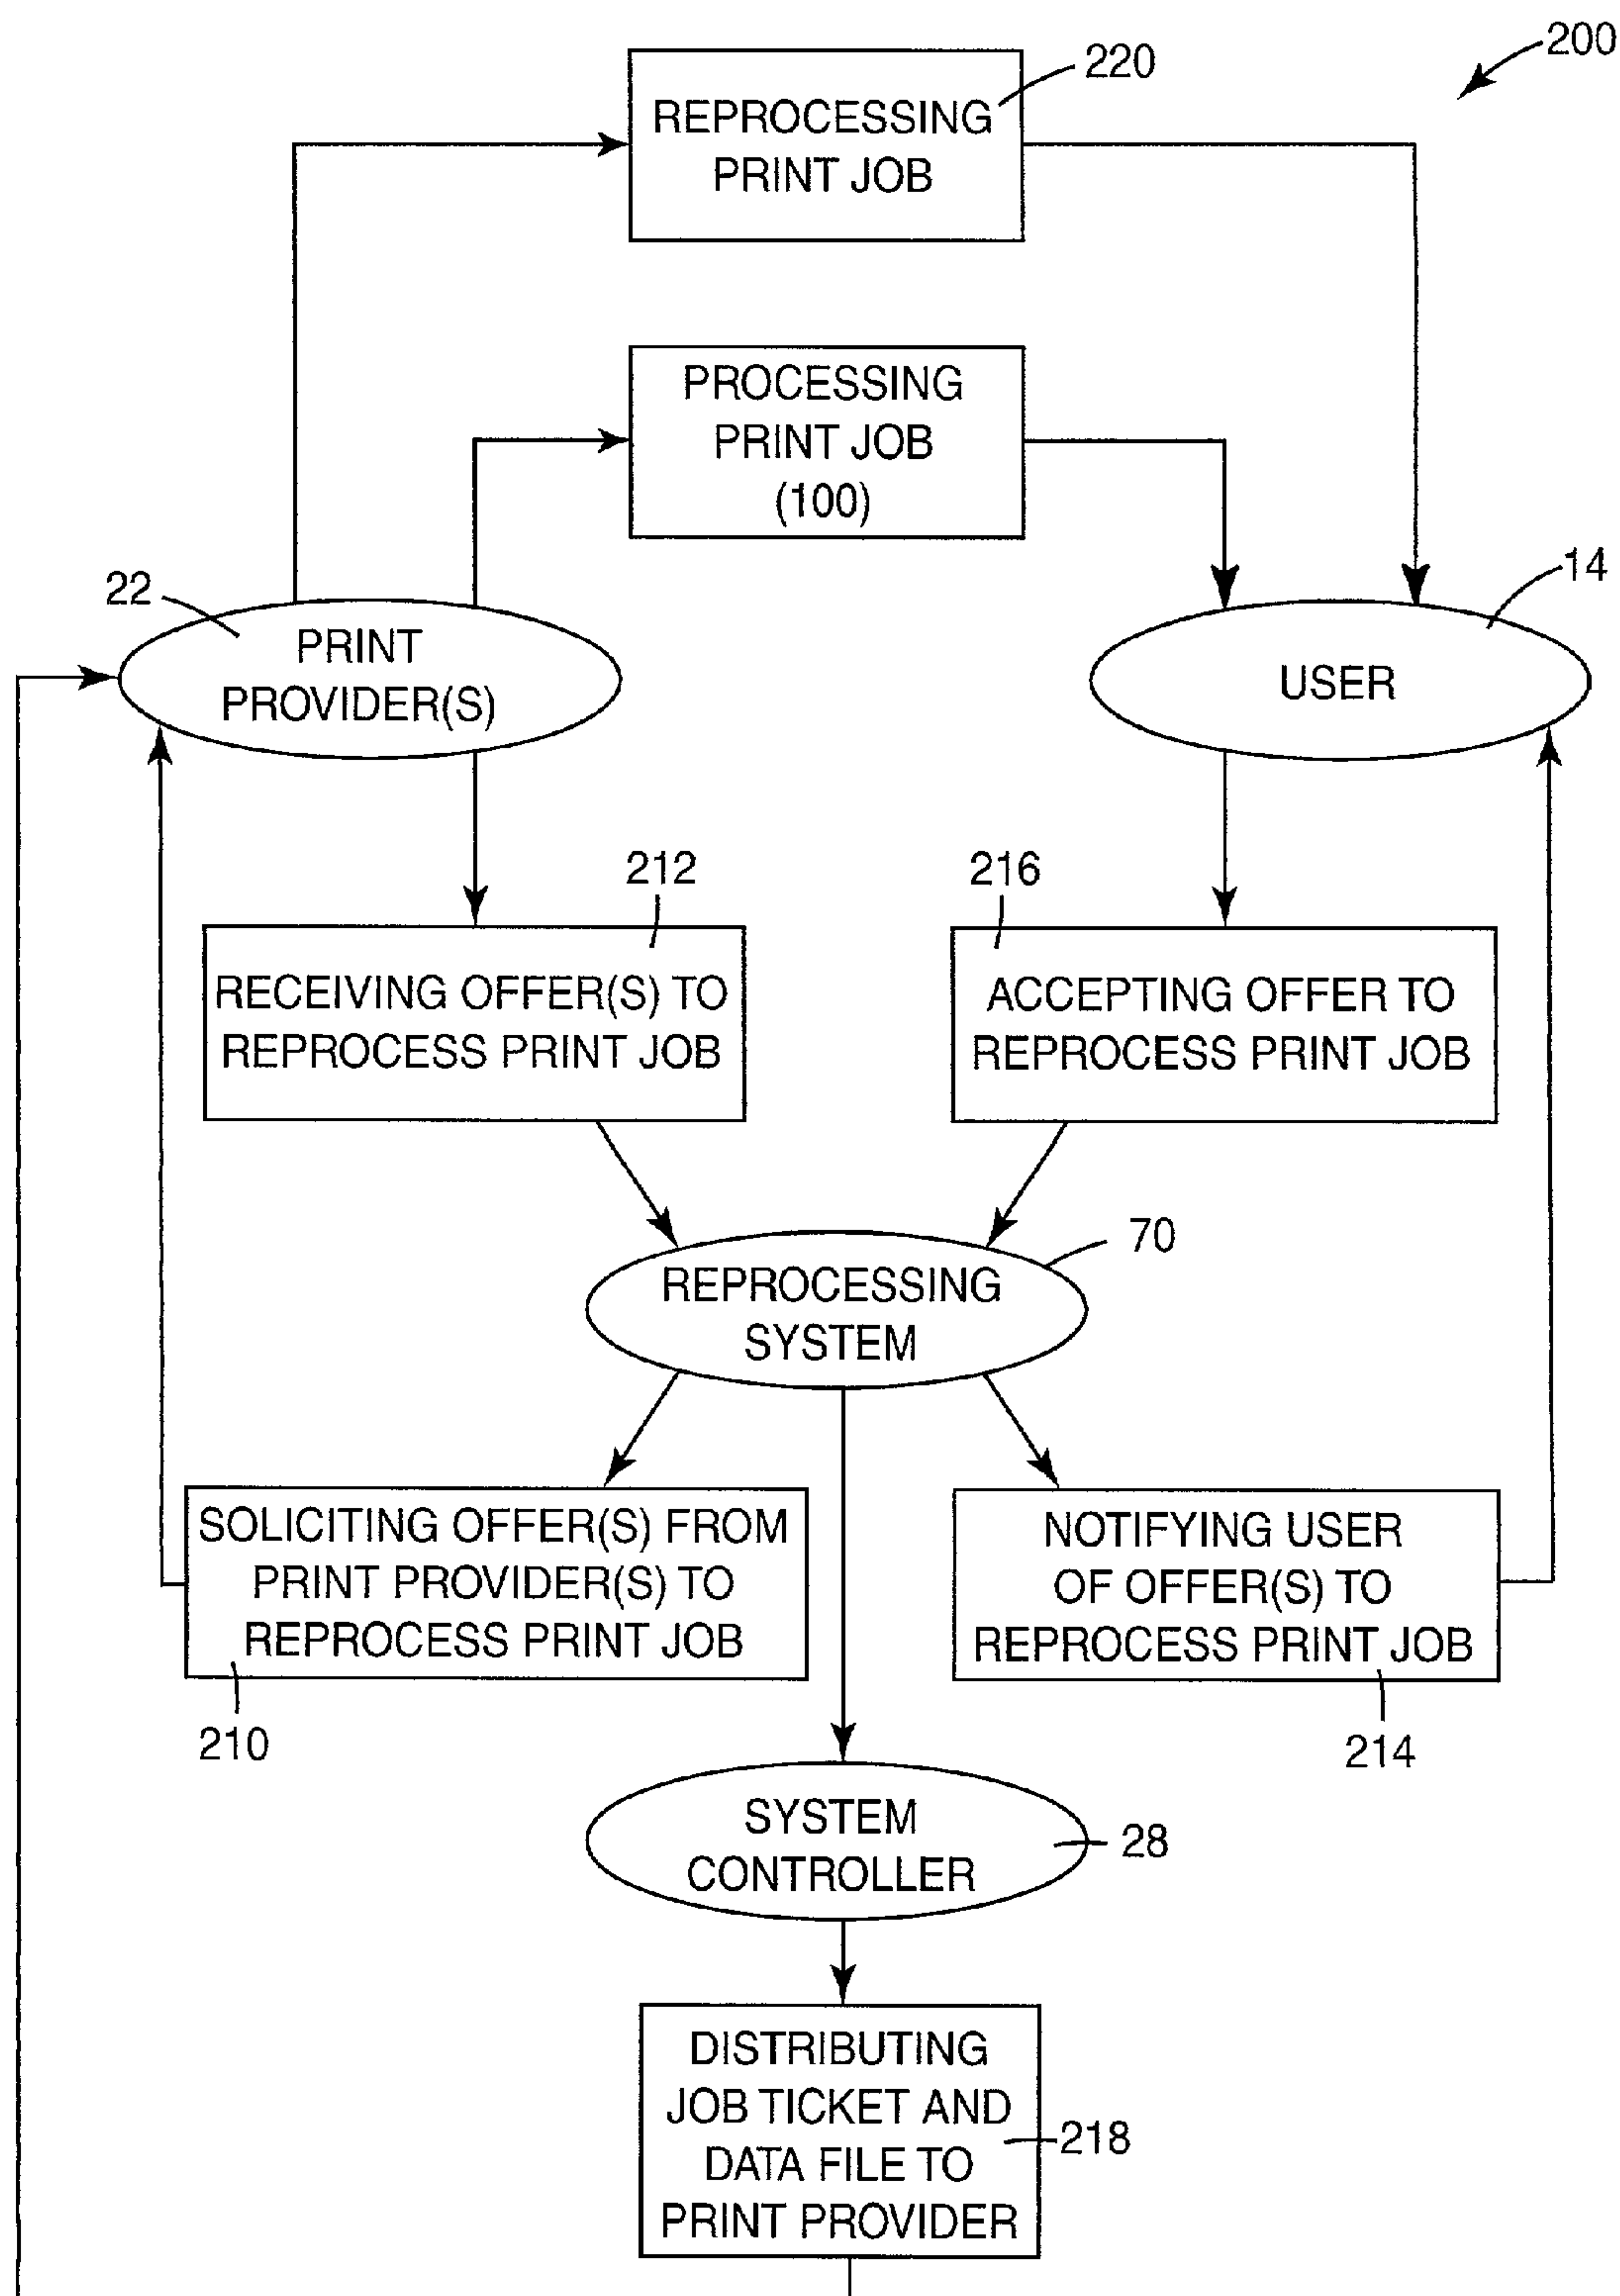 200
220
REPROCESSING
PRINT JOB
PROCESSING
PRINT JOB
(100)
22
14
PRINT
PROVIDER(S)
USER
212
216
RECEIVING OFFER(S) TO
REPROCESS PRINT JOB
ACCEPTING OFFER TO
REPROCESS PRINT JOB
70
REPROCESSING
SYSTEM
SOLICITING OFFER(S) FROM
PRINT PROVIDER(S) TO
REPROCESS PRINT JOB
NOTIFYING USER
OF OFFER(S) TO
REPROCESS PRINT JOB
210
214
SYSTEM
CONTROLLER
28
DISTRIBUTING
JOB TICKET AND
DATA FILE TO
PRINT PROVIDER
218